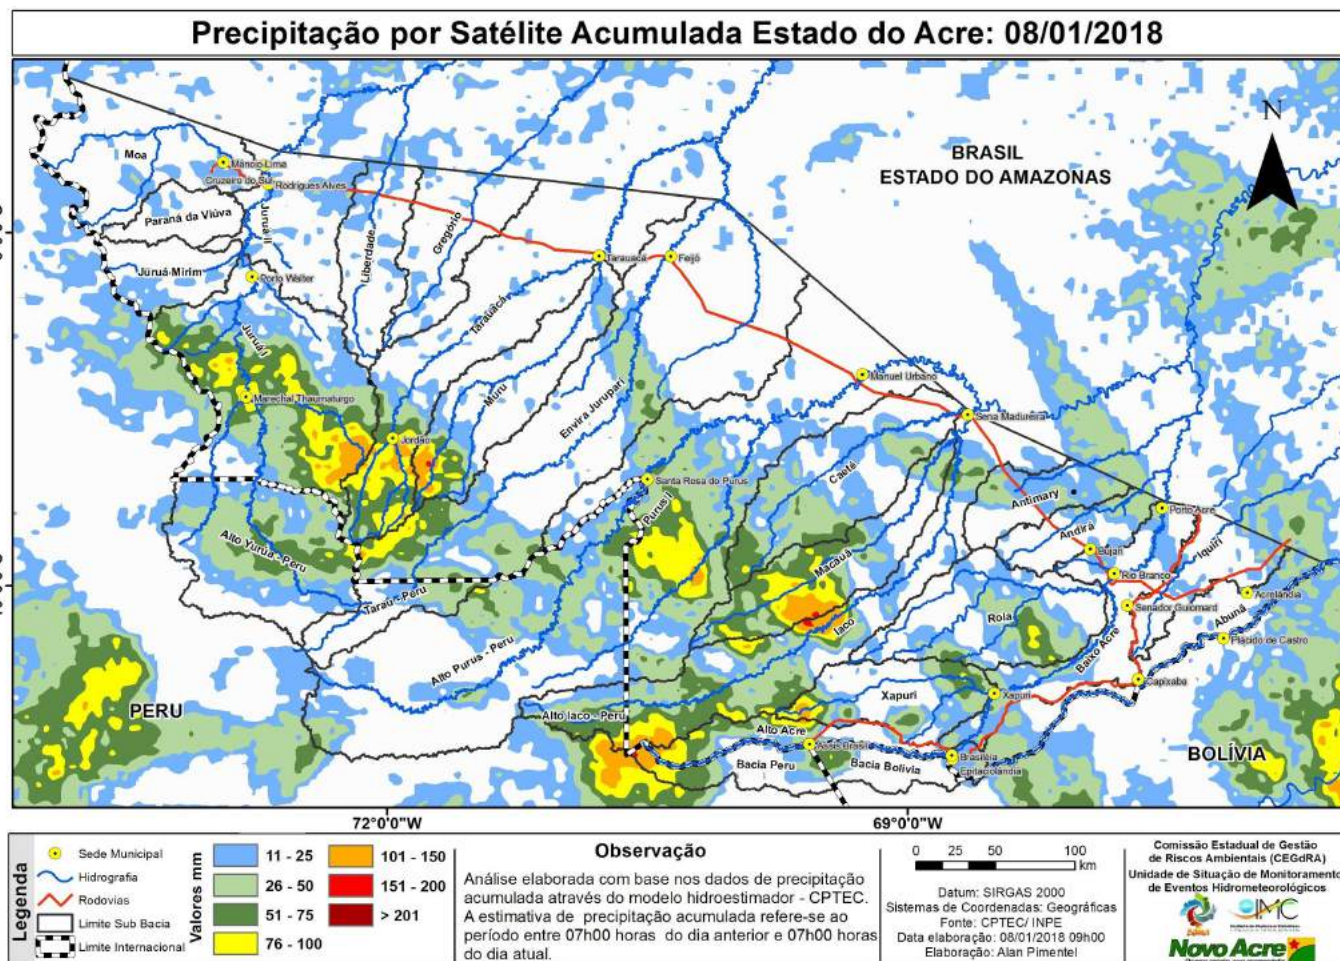 Precipitação por Satélite Acumulada Estado do Acre: 08/01/2018
N
BRASIL
ESTADO DO AMAZONAS
Moa
Mâncio Lima
Cruzeiro do Sul
Rodrigues Alves
Paraná da Viúva
Juruá II
Juruá Mirim
Porto Walter
Liberdade
Gregório
Tarauacá
Feijó
Tarauacá
Juruá I
Marechal Thaumaturgo
Muru
Envira Jurupari
Manuel Urbano
Sena Madureira
Jordão
Santa Rosa do Purus
Purus I
Caeté
Antimary
Porto Acre
Andirá
Bujari
Iquiri
Rio Branco
Alto Yurua - Peru
Macauã
Tarau - Peru
Acrelândia
Senador Guiomard
Abunã
Rola
Iaco
Plácido de Castro
Baixo Acre
Alto Purus - Peru
Capixaba
Xapuri
Xapuri
PERU
Alto Iaco - Peru
Alto Acre
Assis Brasil
BOLÍVIA
Brasiléia
Epitaciolândia
Bacia Peru
Bacia Bolivia
72°0'0"W
69°0'0"W
Legenda
Sede Municipal
Hidrografia
Rodovias
Limite Sub Bacia
Limite Internacional
Valores mm
11 - 25
26 - 50
51 - 75
76 - 100
101 - 150
151 - 200
> 201
Observação
Análise elaborada com base nos dados de precipitação
acumulada através do modelo hidroestimador - CPTEC.
A estimativa de precipitação acumulada refere-se ao
período entre 07h00 horas do dia anterior e 07h00 horas
do dia atual.
0 25 50 100
km
Datum: SIRGAS 2000
Sistemas de Coordenadas: Geográficas
Fonte: CPTEC/ INPE
Data elaboração: 08/01/2018 09h00
Elaboração: Alan Pimentel
Comissão Estadual de Gestão
de Riscos Ambientais (CEGdRA)
Unidade de Situação de Monitoramento
de Eventos Hidrometeorológicos
IMC
Novo Acre